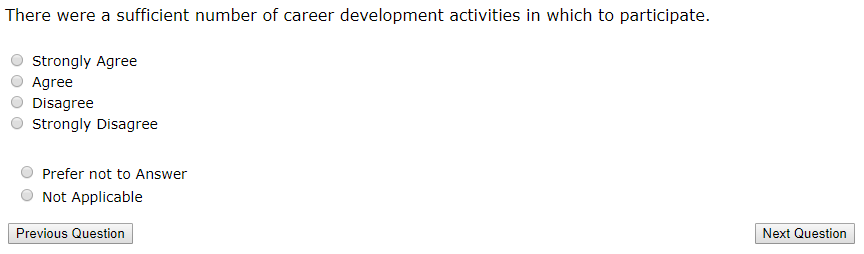 There were a sufficient number of career development activities in which to participate.
Strongly Agree
Agree
Disagree
Strongly Disagree
Prefer not to Answer
Not Applicable
Previous Question
Next Question